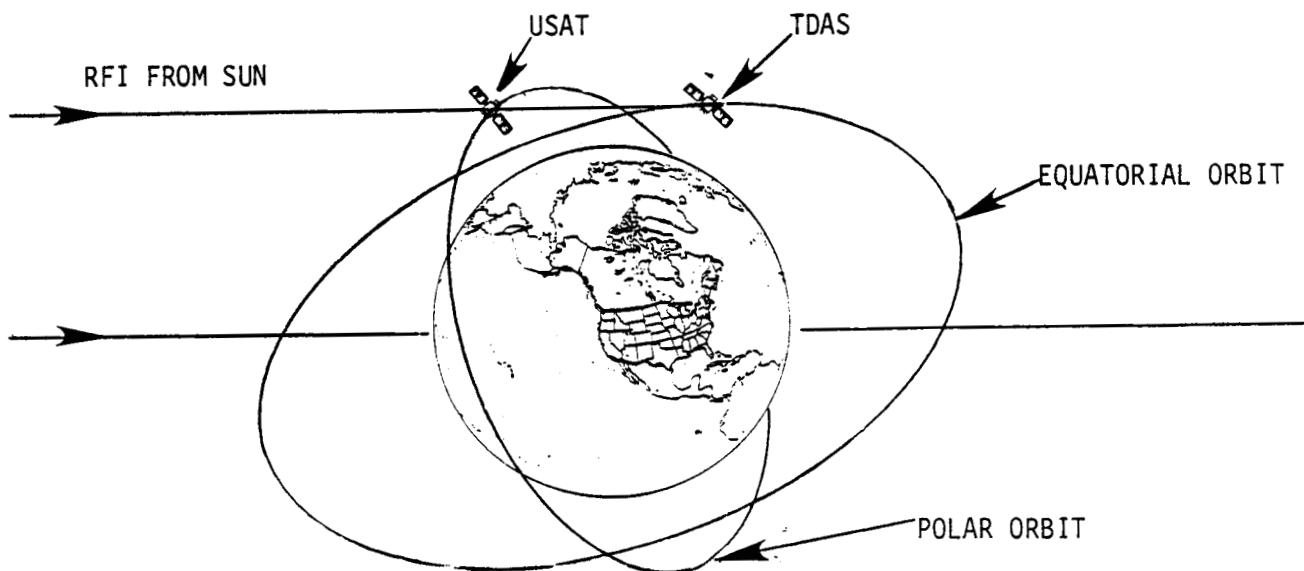 USAT
TDAS
RFI FROM SUN
EQUATORIAL ORBIT
POLAR ORBIT